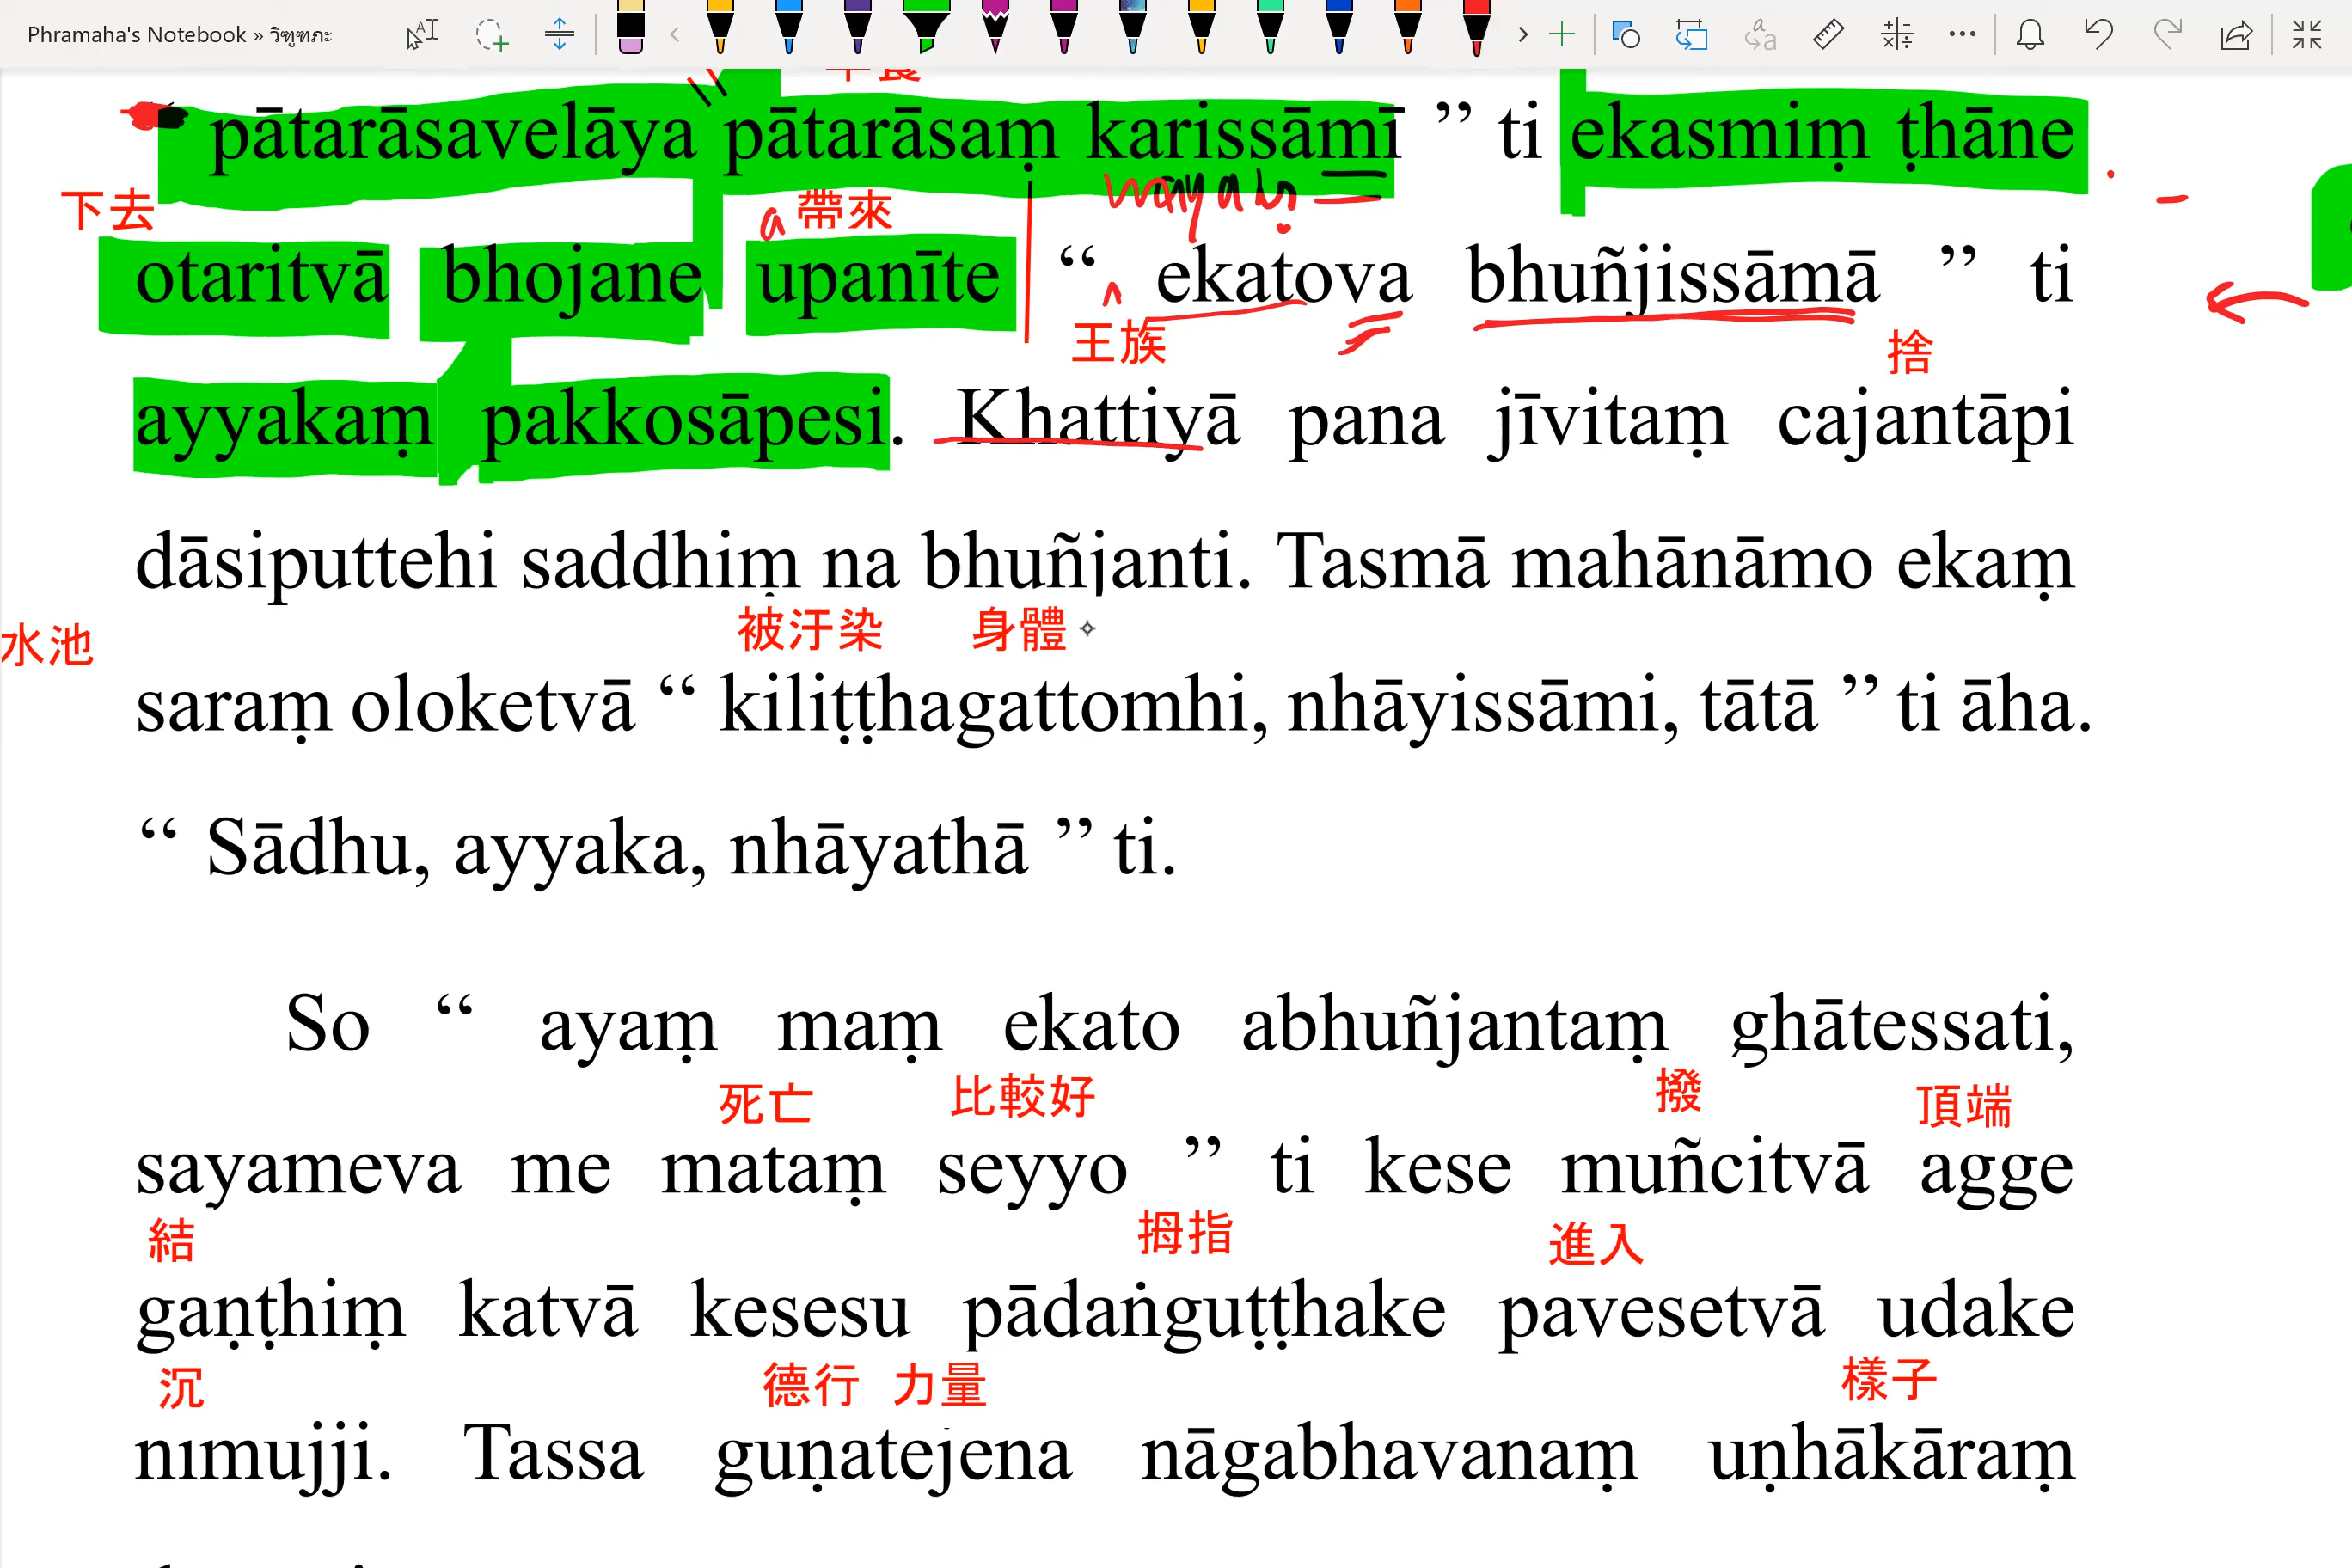 Phramaha's Notebook » วิฑูฑภะ
pātarāsavelāya pātarāsaṃ karissāmī ” ti ekasmiṃ ṭhāne
下去 帶來 mayaṃ
otaritvā bhojane upanīte “ ekatova bhuñjissāmā ” ti
王族 捨
ayyakaṃ pakkosāpesi. Khattiyā pana jīvitaṃ cajantāpi
dāsiputtehi saddhiṃ na bhuñjanti. Tasmā mahānāmo ekaṃ
水池 被汙染 身體
saraṃ oloketvā “ kiliṭṭhagattomhi, nhāyissāmi, tātā ” ti āha.
“ Sādhu, ayyaka, nhāyathā ” ti.
So “ ayaṃ maṃ ekato abhuñjantaṃ ghātessati,
死亡 比較好 撥 頂端
sayameva me mataṃ seyyo ” ti kese muñcitvā agge
結 拇指 進入
gaṇṭhiṃ katvā kesesu pādaṅguṭṭhake pavesetvā udake
沉 德行 力量 樣子
nimujji. Tassa guṇatejena nāgabhavanaṃ uṇhākāraṃ